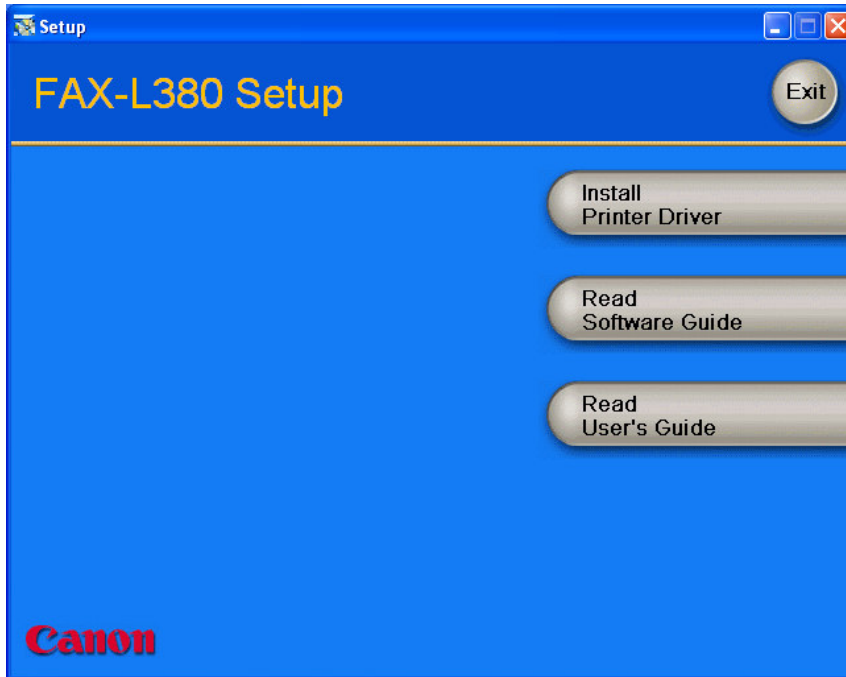 Setup
FAX-L380 Setup
Exit
Install
Printer Driver
Read
Software Guide
Read
User's Guide
Canon